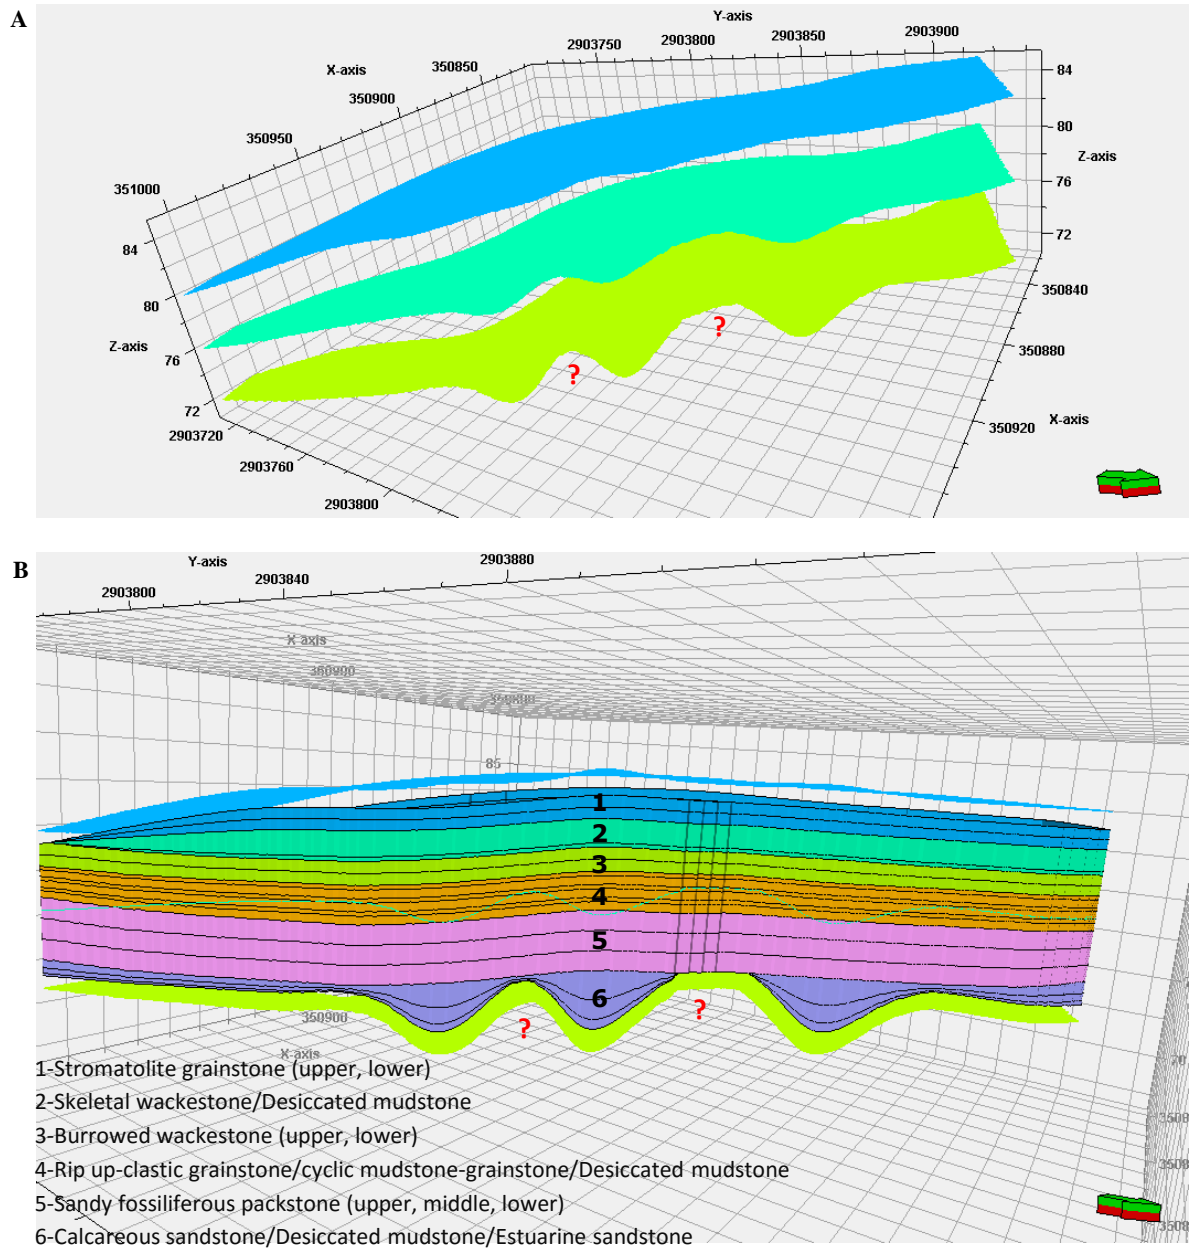 A
Y-axis
2903900
2903850
2903800
2903750
X-axis
350850
350900
350950
351000
84
80
Z-axis
76
72
84
80
Z-axis
76
72
350840
350880
X-axis
350920
?
?
2903720
2903760
2903800
B
Y-axis
2903880
2903840
2903800
X axis
85
1
2
3
4
5
6
?
?
350900
X-axis
70
1-Stromatolite grainstone (upper, lower)
2-Skeletal wackestone/Desiccated mudstone
3-Burrowed wackestone (upper, lower)
4-Rip up-clastic grainstone/cyclic mudstone-grainstone/Desiccated mudstone
5-Sandy fossiliferous packstone (upper, middle, lower)
6-Calcareous sandstone/Desiccated mudstone/Estuarine sandstone